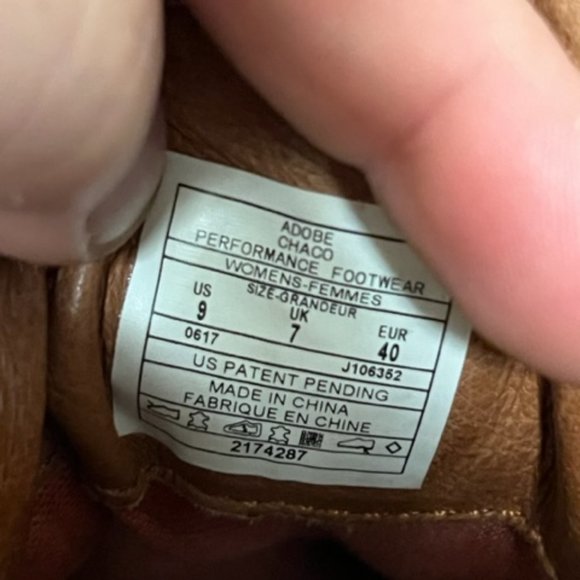 ADOBE
CHACO
PERFORMANCE FOOTWEAR
WOMENS-FEMMES
SIZE-GRANDEUR
US UK EUR
9 7 40
0617 J106352
US PATENT PENDING
MADE IN CHINA
FABRIQUE EN CHINE
2174287